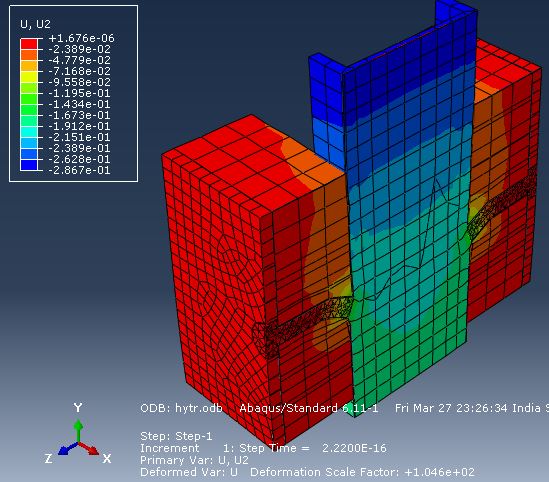 U, U2
+1.676e-06
-2.389e-02
-4.779e-02
-7.168e-02
-9.558e-02
-1.195e-01
-1.434e-01
-1.673e-01
-1.912e-01
-2.151e-01
-2.389e-01
-2.628e-01
-2.867e-01
Y
Z
X
ODB: hytr.odb Abaqus/Standard 6.11-1 Fri Mar 27 23:26:34 India S
Step: Step-1
Increment 1: Step Time = 2.2200E-16
Primary Var: U, U2
Deformed Var: U Deformation Scale Factor: +1.046e+02